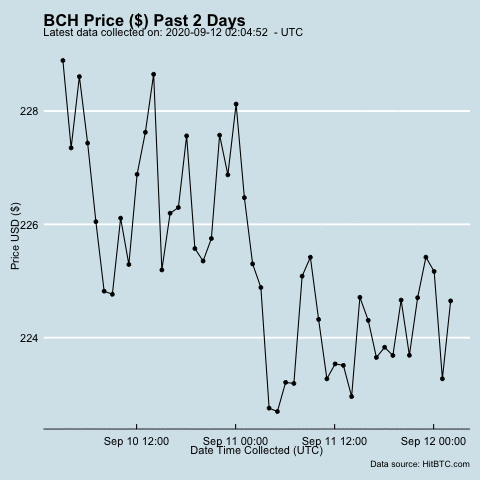 BCH Price ($) Past 2 Days
Latest data collected on: 2020-09-12 02:04:52 - UTC
228
226
224
Price USD ($)
Sep 10 12:00
Sep 11 00:00
Sep 11 12:00
Sep 12 00:00
Date Time Collected (UTC)
Data source: HitBTC.com